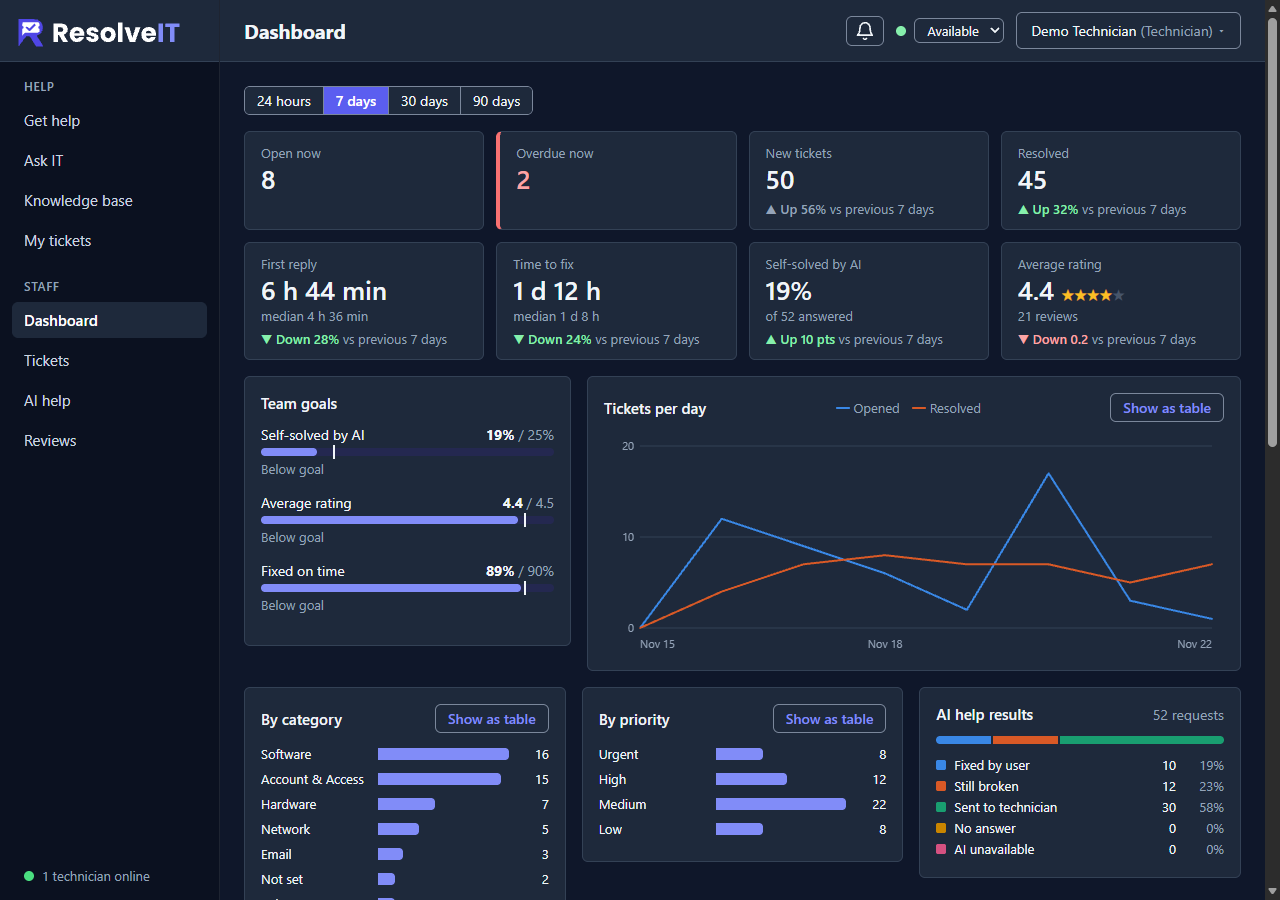 ResolveIT
Dashboard
Available
Demo Technician (Technician)
HELP
Get help
Ask IT
Knowledge base
My tickets
STAFF
Dashboard
Tickets
AI help
Reviews
1 technician online
24 hours
7 days
30 days
90 days
Open now
8
Overdue now
2
New tickets
50
▲ Up 56% vs previous 7 days
Resolved
45
▲ Up 32% vs previous 7 days
First reply
6 h 44 min
median 4 h 36 min
▼ Down 28% vs previous 7 days
Time to fix
1 d 12 h
median 1 d 8 h
▼ Down 24% vs previous 7 days
Self-solved by AI
19%
of 52 answered
▲ Up 10 pts vs previous 7 days
Average rating
4.4 ★★★★★
21 reviews
▼ Down 0.2 vs previous 7 days
Team goals
Self-solved by AI 19% / 25%
Below goal
Average rating 4.4 / 4.5
Below goal
Fixed on time 89% / 90%
Below goal
Tickets per day
Opened
Resolved
Show as table
20
10
0
Nov 15
Nov 18
Nov 22
By category
Show as table
Software 16
Account & Access 15
Hardware 7
Network 5
Email 3
Not set 2
By priority
Show as table
Urgent 8
High 12
Medium 22
Low 8
AI help results
52 requests
Fixed by user 10 19%
Still broken 12 23%
Sent to technician 30 58%
No answer 0 0%
AI unavailable 0 0%